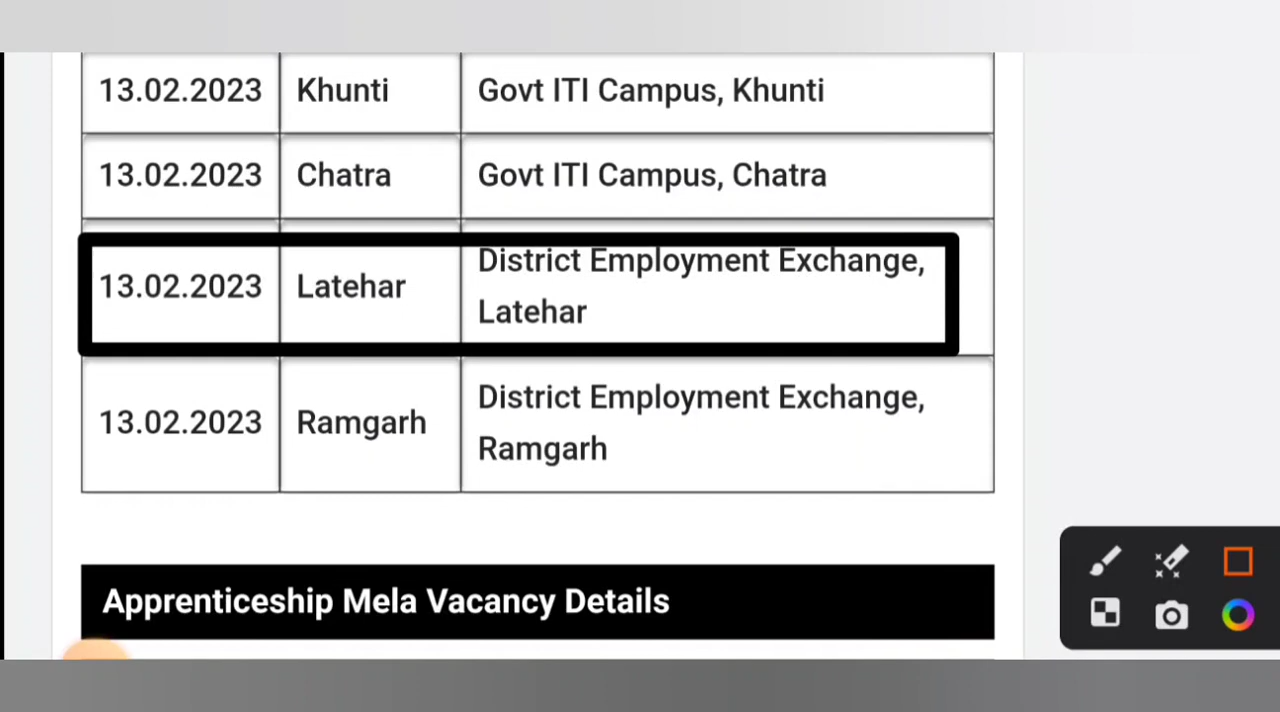 13.02.2023 Khunti Govt ITI Campus, Khunti
13.02.2023 Chatra Govt ITI Campus, Chatra
13.02.2023 Latehar District Employment Exchange,
Latehar
13.02.2023 Ramgarh District Employment Exchange,
Ramgarh
Apprenticeship Mela Vacancy Details